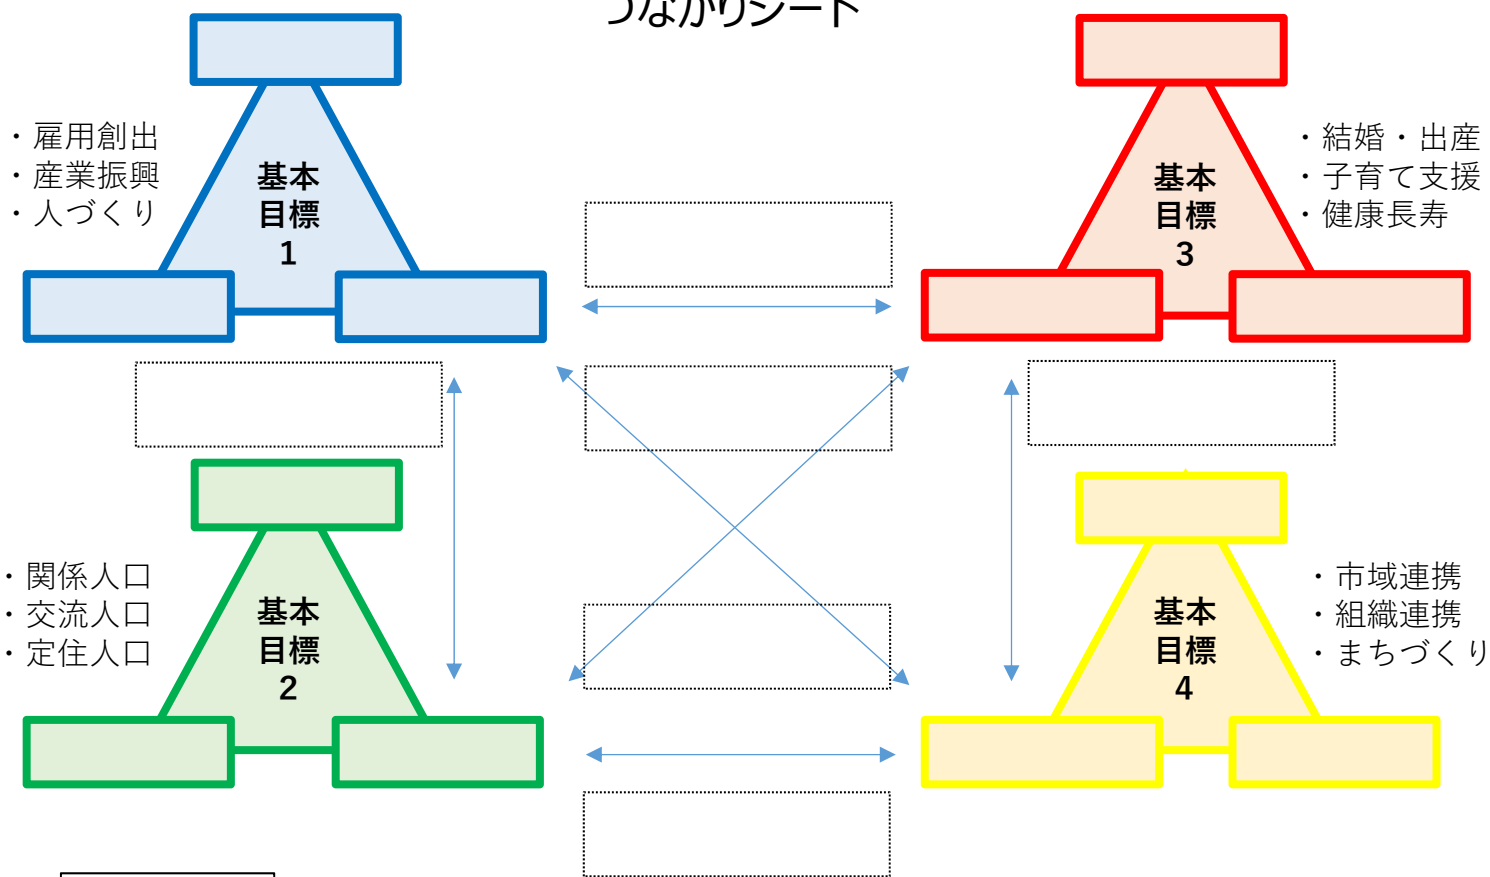 つながりシート
・雇用創出
・産業振興
・人づくり
基本
目標
1
・結婚・出産
・子育て支援
・健康長寿
基本
目標
3
・関係人口
・交流人口
・定住人口
基本
目標
2
・市域連携
・組織連携
・まちづくり
基本
目標
4